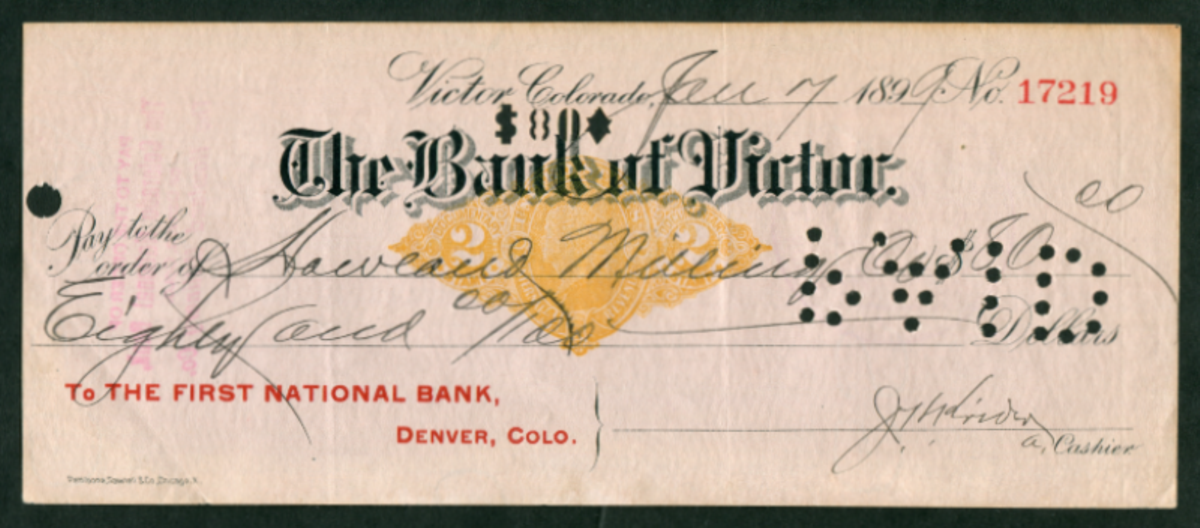 Victor Colorado, Jan 7 1899 No. 17219
$80
The Bank of Victor.
Pay to the order of Howland Milling Co $80 00
Eighty and 00/100 Dollars
To THE FIRST NATIONAL BANK,
DENVER, COLO.
a. Cashier